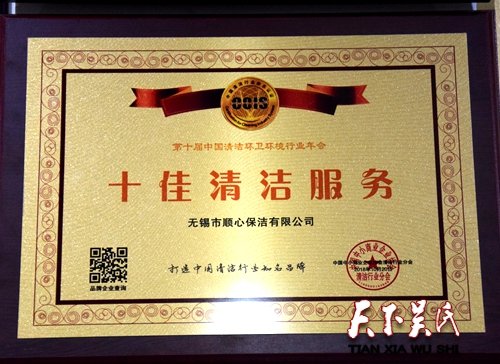 CCIS
第十届中国清洁环卫环境行业年会
十佳清洁服务
无锡市顺心保洁有限公司
打造中国清洁行业知名品牌
品牌企业查询
清洁行业分会
天下吴氏
TIAN XIA WU SHI